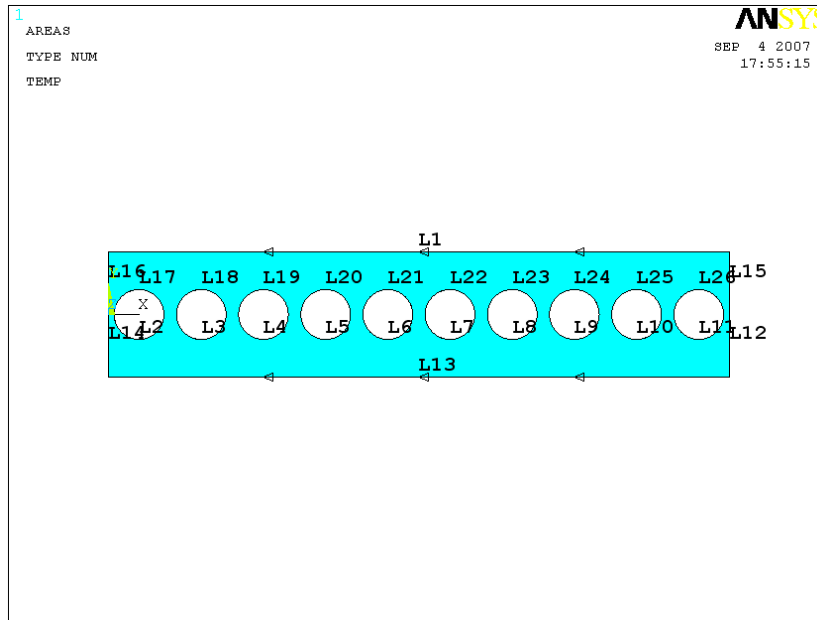 1
AREAS
TYPE NUM
TEMP
ANSYS
SEP 4 2007
17:55:15
L1
L16 L17 L18 L19 L20 L21 L22 L23 L24 L25 L26 L15
X
L14 L2 L3 L4 L5 L6 L7 L8 L9 L10 L11 L12
L13